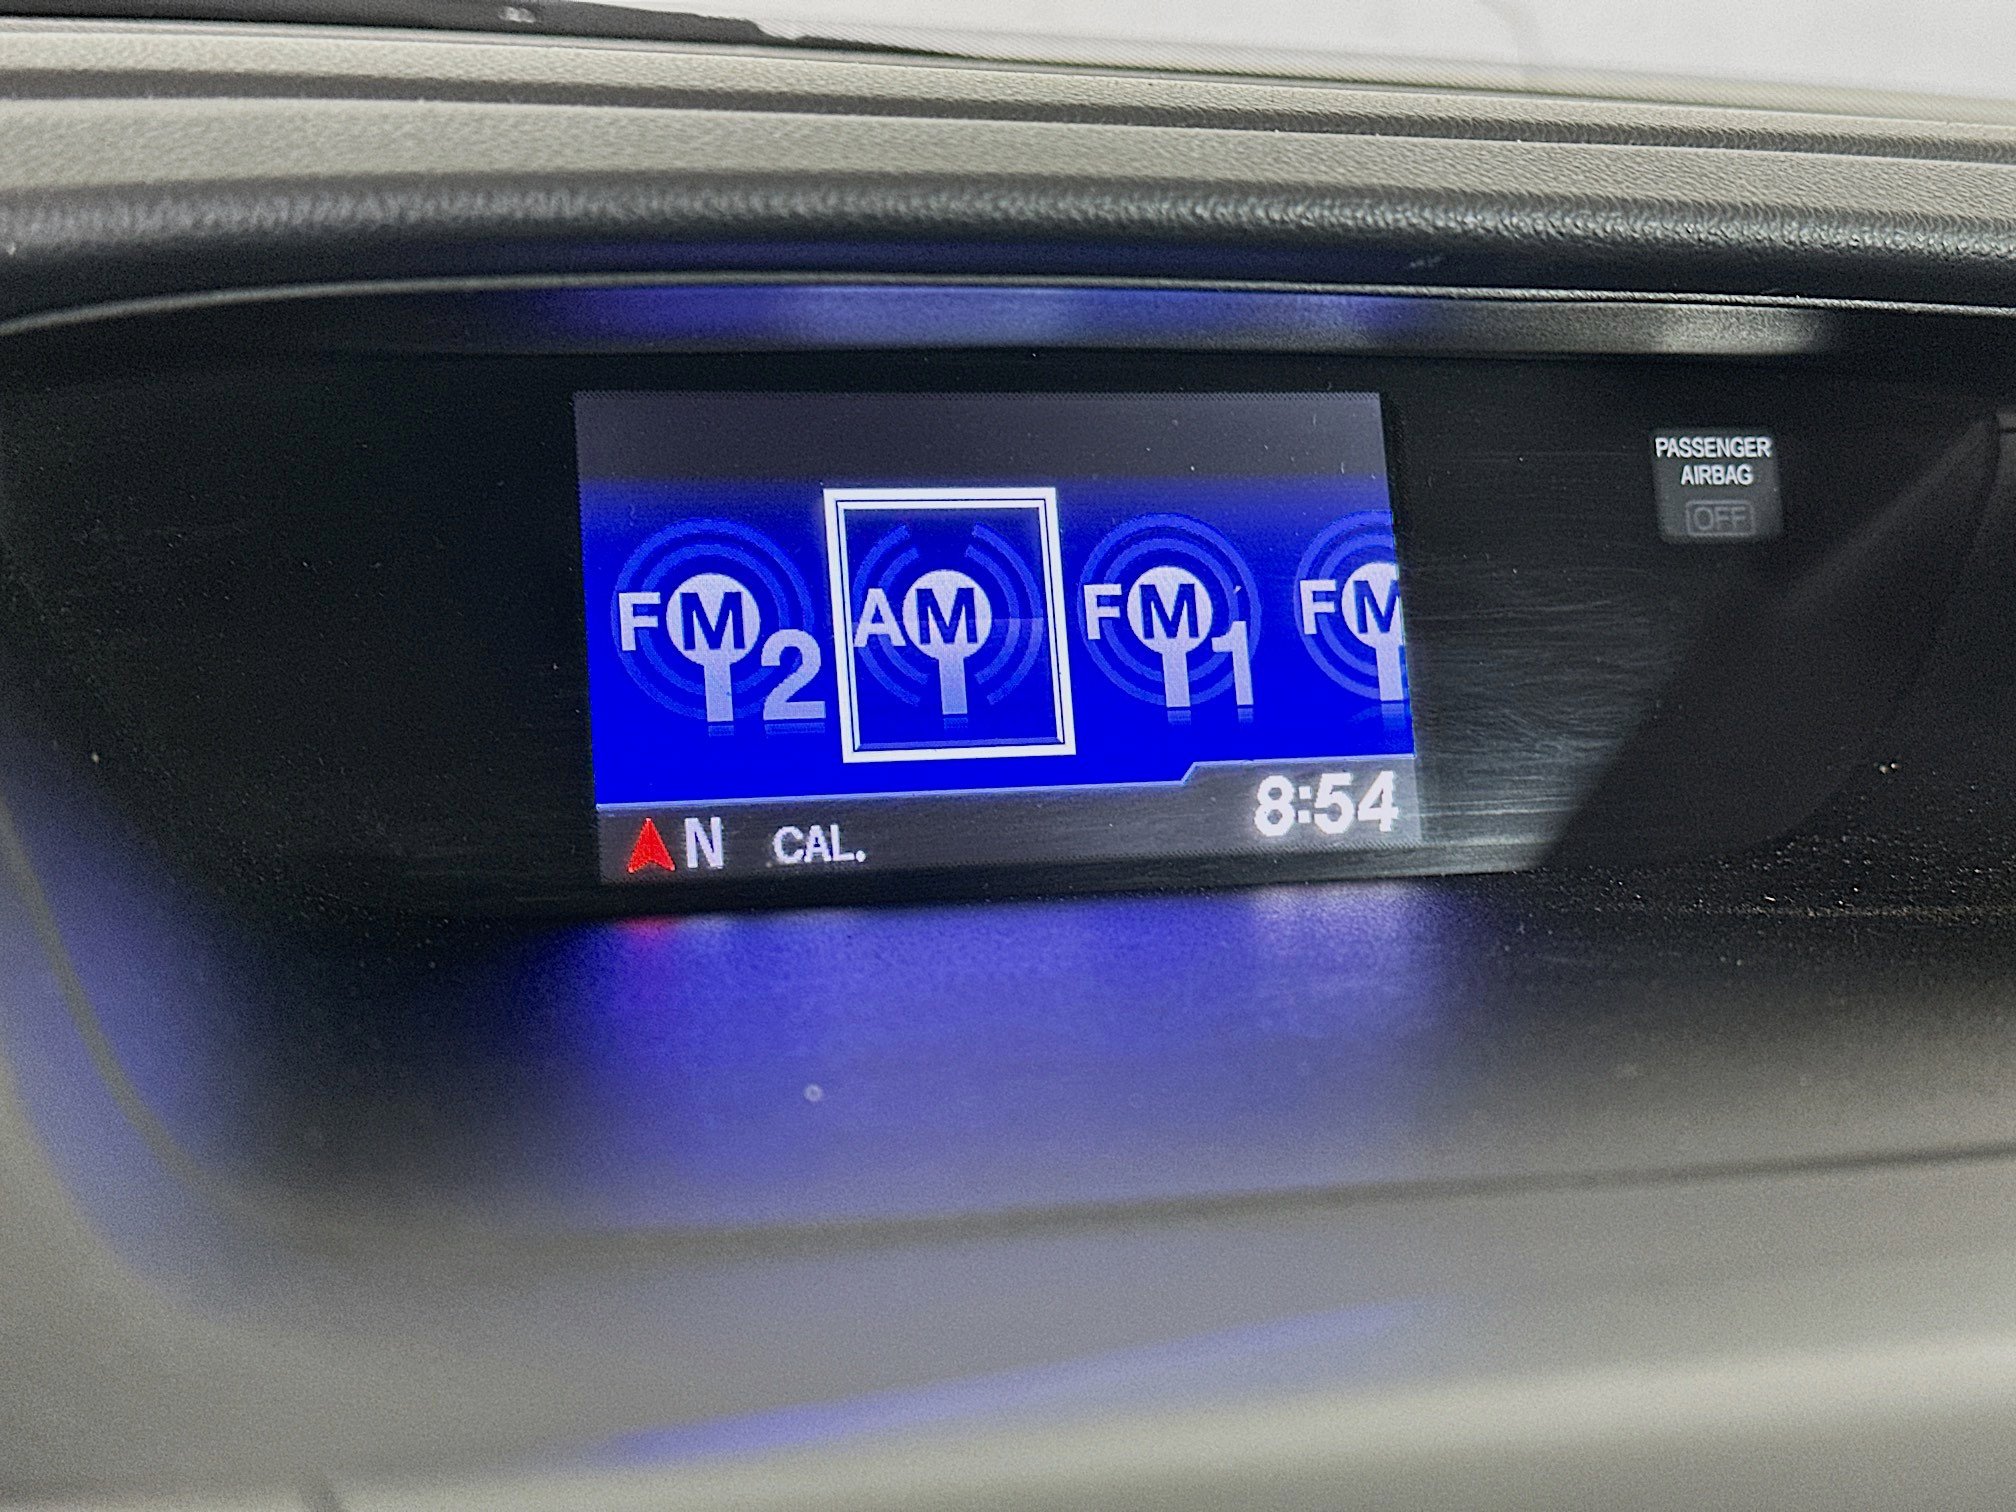 FM2 AM FM1 FM
N CAL. 8:54
PASSENGER
AIRBAG
OFF